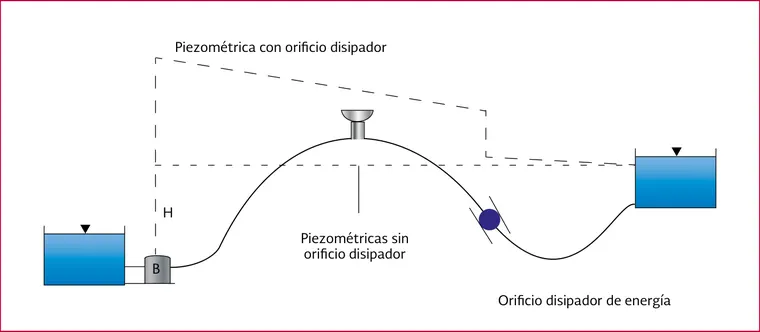 Piezométrica con orificio disipador
H
Piezométricas sin
orificio disipador
B
Orificio disipador de energía